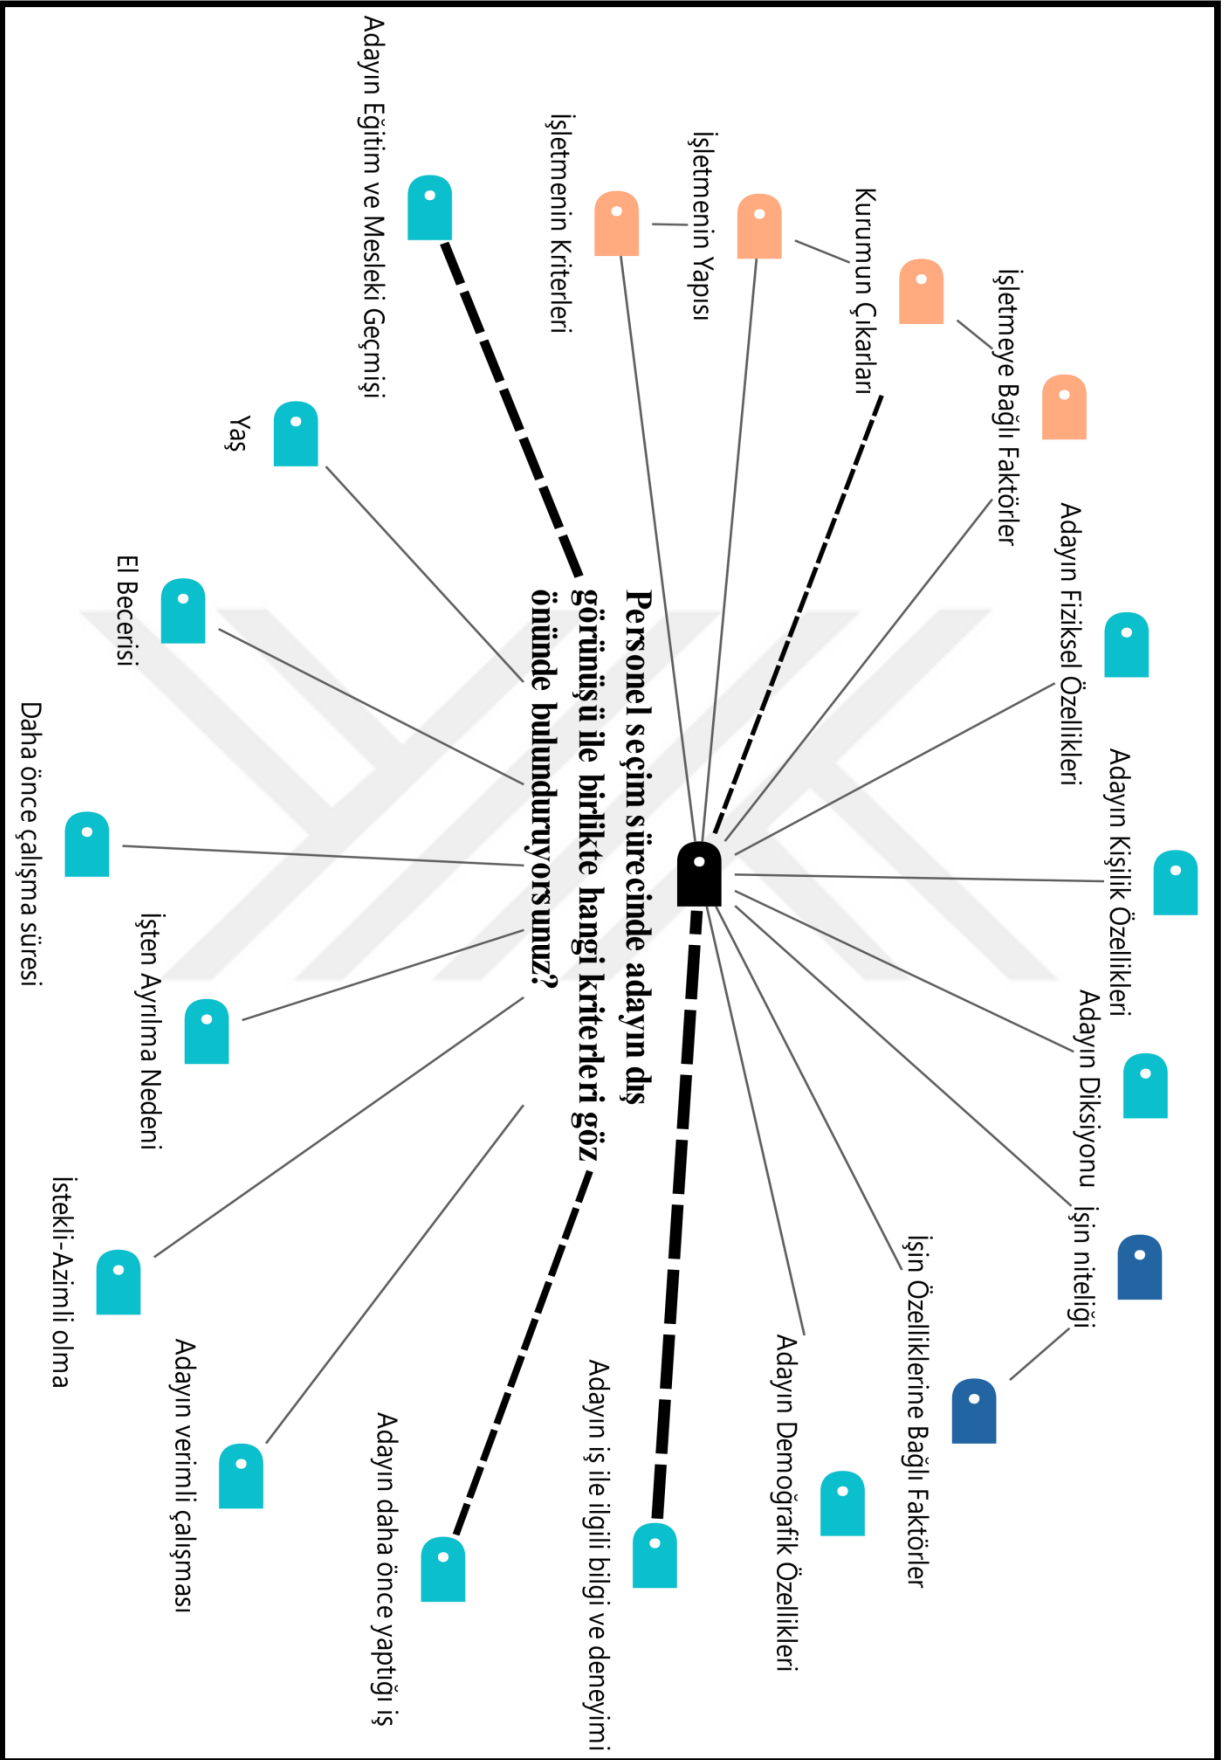 Adayın Kişilik Özellikleri
Adayın Diksiyonu
İşin niteliği
Adayın Fiziksel Özellikleri
İşletmeye Bağlı Faktörler
İşin Özelliklerine Bağlı Faktörler
Kurumun Çıkarları
Adayın Demoğrafik Özellikleri
İşletmenin Yapısı
Personel seçim sürecinde adayın dış
görünüşü ile birlikte hangi kriterleri göz
önünde bulunduruyorsunuz?
Adayın iş ile ilgili bilgi ve deneyimi
İşletmenin Kriterleri
Adayın daha önce yaptığı iş
Adayın Eğitim ve Mesleki Geçmişi
Yaş
Adayın verimli çalışması
İşten Ayrılma Nedeni
El Becerisi
İstekli-Azimli olma
Daha önce çalışma süresi